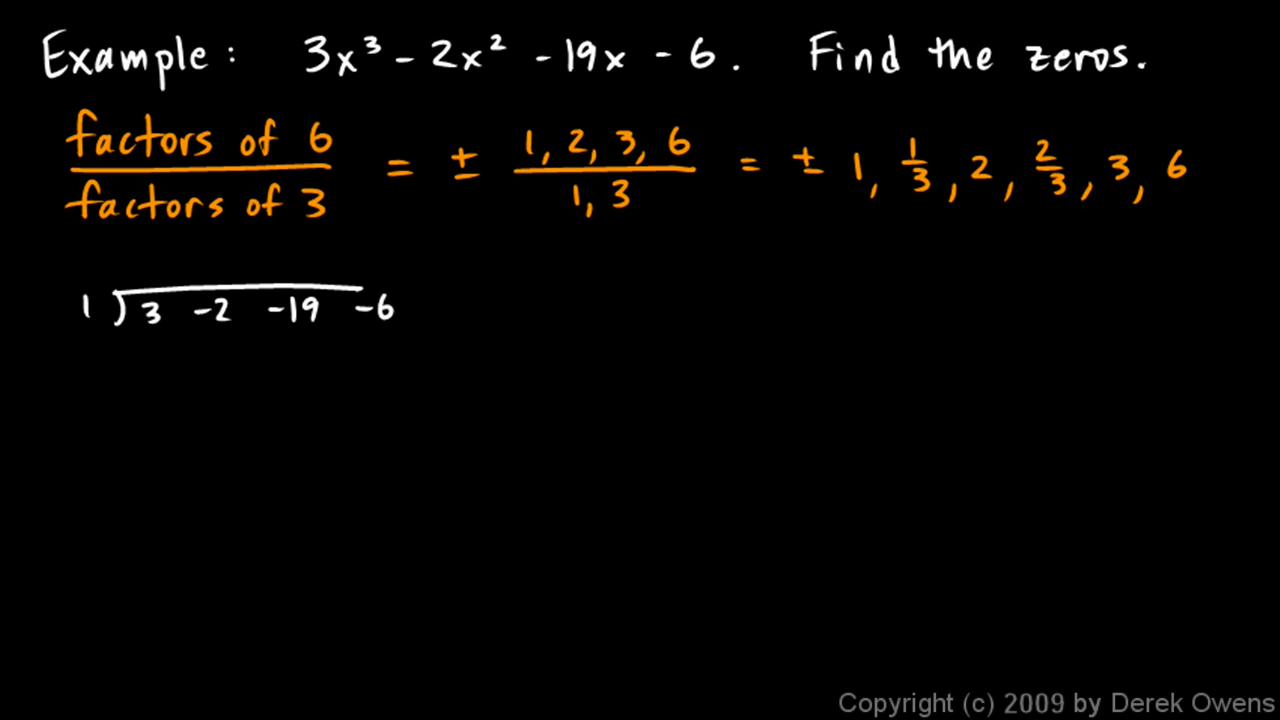 Example: 3x³ - 2x² - 19x - 6. Find the zeros.
factors of 6 / factors of 3 = ± 1, 2, 3, 6 / 1, 3 = ± 1, 1/3, 2, 2/3, 3, 6
1 ) 3 -2 -19 -6
Copyright (c) 2009 by Derek Owens